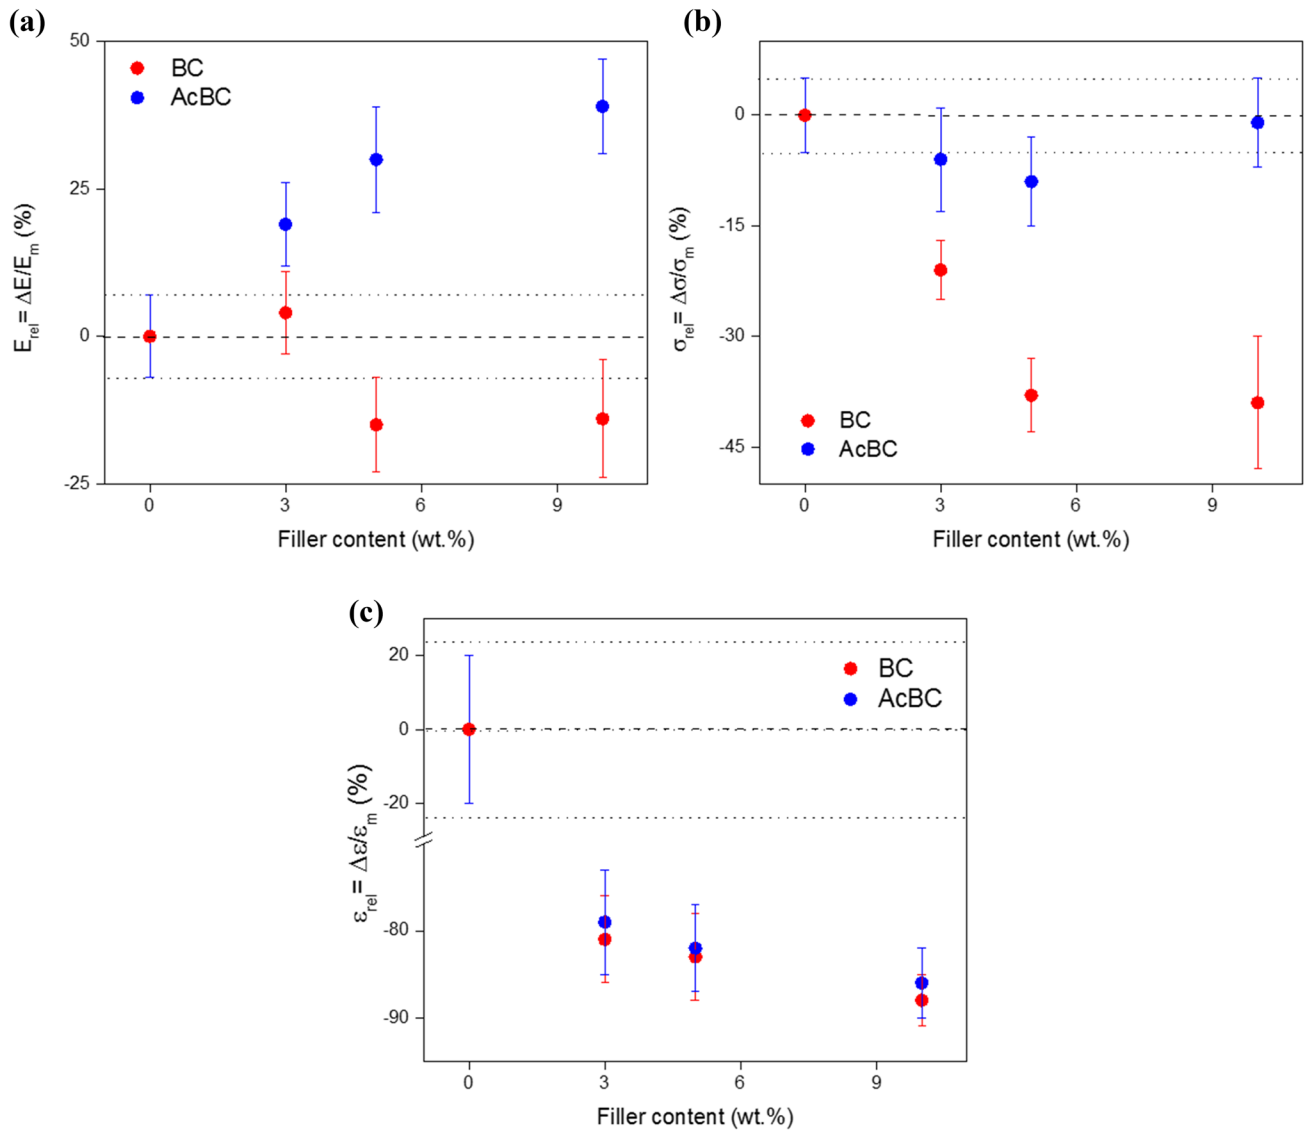 (a)
50
25
0
-25
BC
AcBC
E_rel = ΔE/E_m (%)
0 3 6 9
Filler content (wt.%)
(b)
0
-15
-30
-45
BC
AcBC
σ_rel = Δσ/σ_m (%)
0 3 6 9
Filler content (wt.%)
(c)
20
0
-20
-80
-90
BC
AcBC
ε_rel = Δε/ε_m (%)
0 3 6 9
Filler content (wt.%)